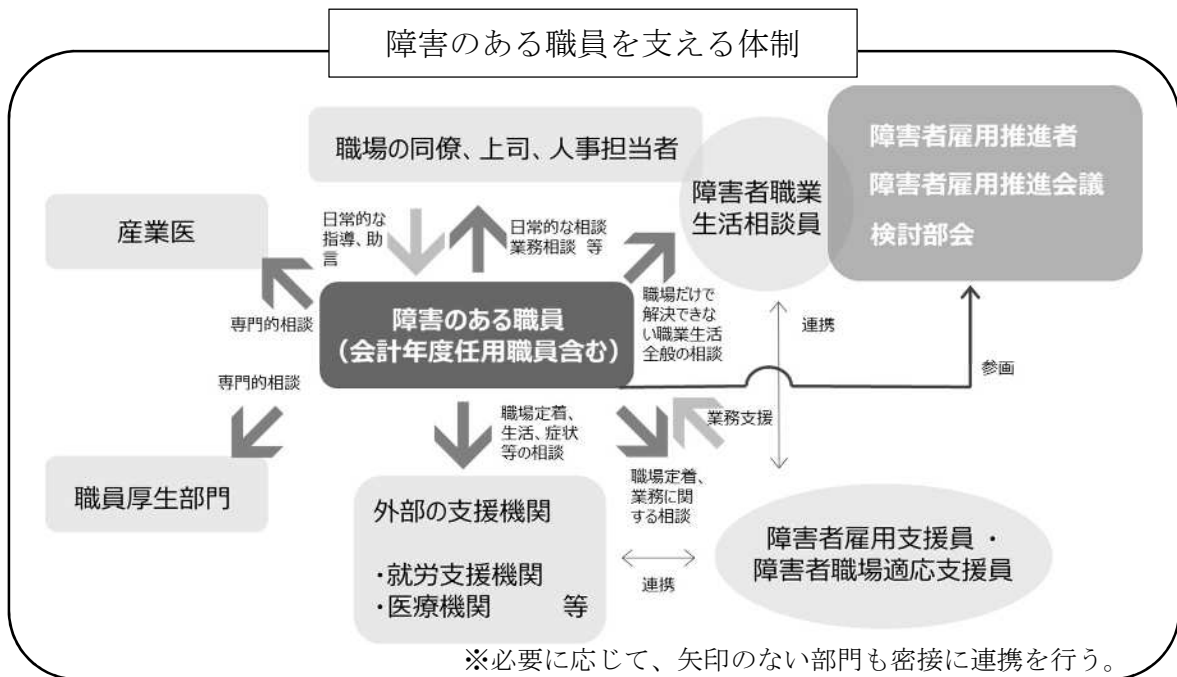 障害のある職員を支える体制
職場の同僚、上司、人事担当者
障害者職業
生活相談員
障害者雇用推進者
障害者雇用推進会議
検討部会
産業医
日常的な
指導、助
言
日常的な相談
業務相談 等
専門的相談
障害のある職員
（会計年度任用職員含む）
職場だけで
解決できな
い職業生活
全般の相談
連携
参画
専門的相談
職場定着、
生活、症状
等の相談
業務支援
職員厚生部門
職場定着、
業務に関
する相談
外部の支援機関
・就労支援機関
・医療機関 等
連携
障害者雇用支援員 ・
障害者職場適応支援員
※必要に応じて、矢印のない部門も密接に連携を行う。